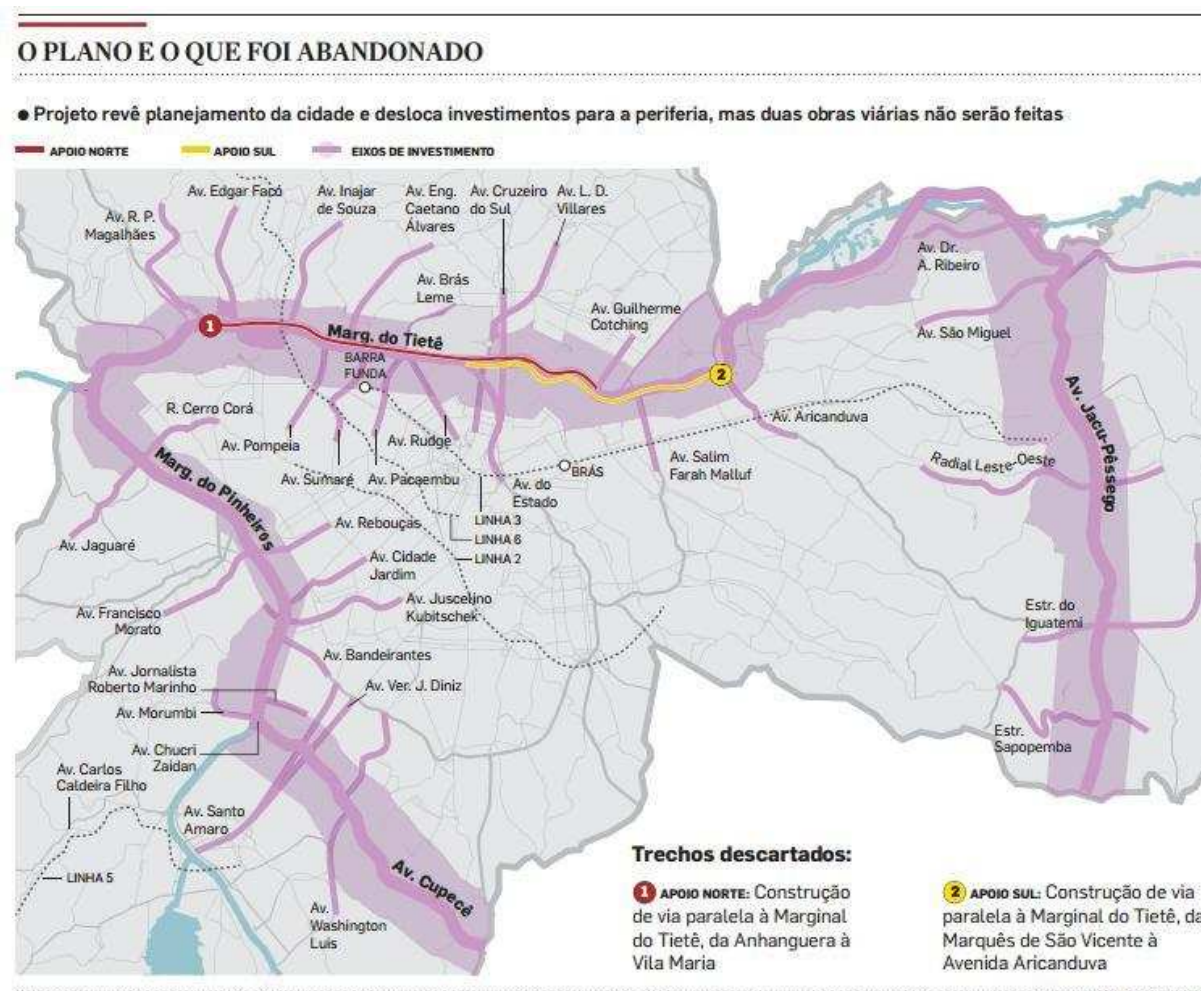 O PLANO E O QUE FOI ABANDONADO
● Projeto revê planejamento da cidade e desloca investimentos para a periferia, mas duas obras viárias não serão feitas
APOIO NORTE
APOIO SUL
EIXOS DE INVESTIMENTO
Av. R. P.
Magalhães
Av. Edgar Facó
Av. Inajar
de Souza
Av. Eng.
Caetano
Álvares
Av. Cruzeiro
do Sul
Av. L. D.
Villares
Av. Brás
Leme
Av. Guilherme
Cotching
Av. Dr.
A. Ribeiro
Av. São Miguel
1
Marg. do Tietê
BARRA
FUNDA
2
R. Cerro Corá
Av. Pompeia
Av. Sumaré
Av. Pacaembu
Av. Rudge
Av. do
Estado
BRÁS
Av. Salim
Farah Malluf
Av. Aricanduva
Radial Leste-Oeste
Av. Jacu-Pêssego
Marg. do Pinheiros
Av. Jaguaré
Av. Rebouças
LINHA 3
LINHA 6
LINHA 2
Av. Cidade
Jardim
Av. Juscelino
Kubitschek
Av. Francisco
Morato
Av. Bandeirantes
Av. Jornalista
Roberto Marinho
Av. Ver. J. Diniz
Av. Morumbi
Av. Chucri
Zaidan
Av. Carlos
Caldeira Filho
Av. Santo
Amaro
LINHA 5
Av.
Washington
Luis
Av. Cupecê
Estr. do
Iguatemi
Estr.
Sapopemba
Trechos descartados:
1 APOIO NORTE: Construção
de via paralela à Marginal
do Tietê, da Anhanguera à
Vila Maria
2 APOIO SUL: Construção de via
paralela à Marginal do Tietê, da
Marquês de São Vicente à
Avenida Aricanduva